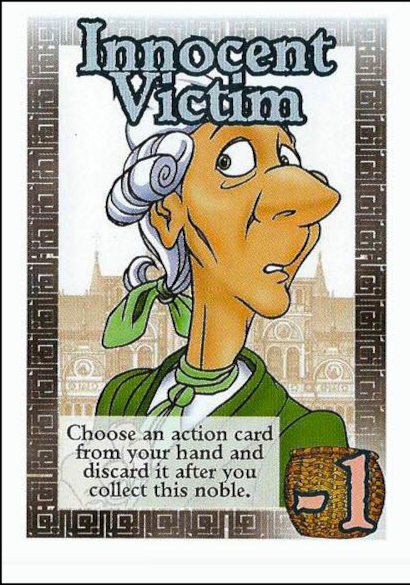 Innocent
Victim
Choose an action card
from your hand and
discard it after you
collect this noble.
-1